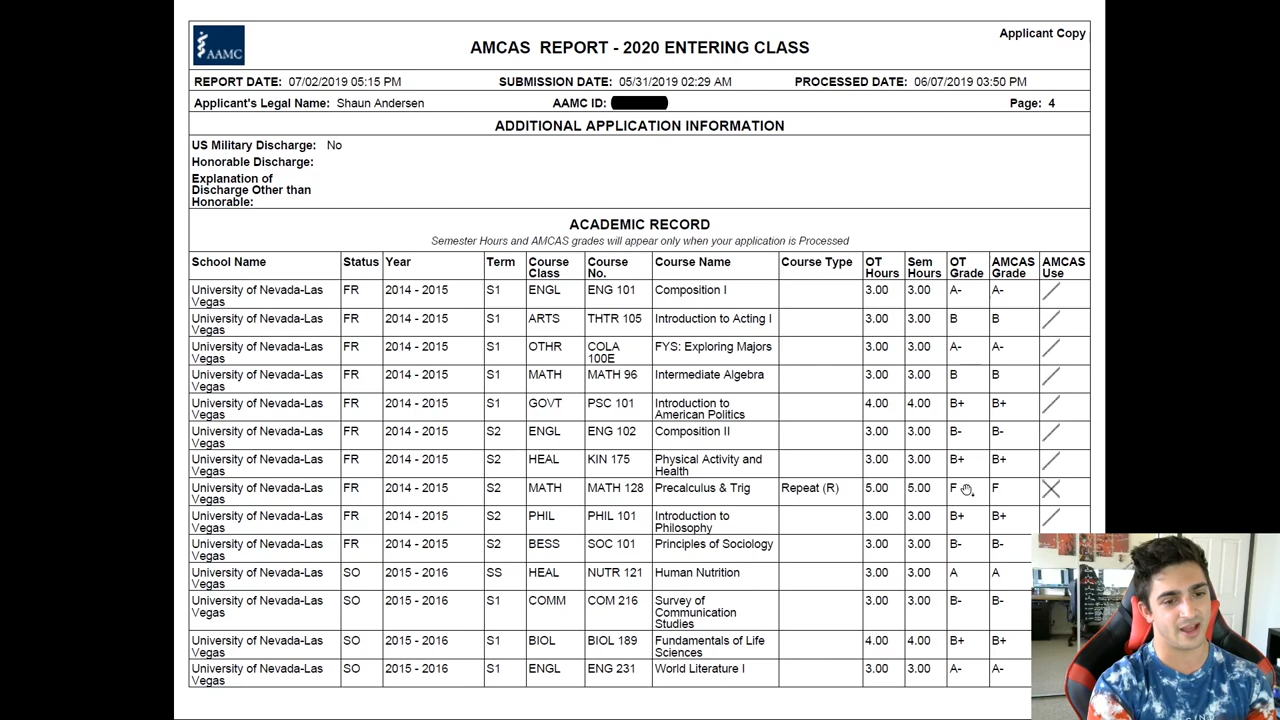 AAMC
AMCAS REPORT - 2020 ENTERING CLASS
Applicant Copy
REPORT DATE: 07/02/2019 05:15 PM SUBMISSION DATE: 05/31/2019 02:29 AM PROCESSED DATE: 06/07/2019 03:50 PM
Applicant's Legal Name: Shaun Andersen AAMC ID: Page: 4
ADDITIONAL APPLICATION INFORMATION
US Military Discharge: No
Honorable Discharge:
Explanation of
Discharge Other than
Honorable:
ACADEMIC RECORD
Semester Hours and AMCAS grades will appear only when your application is Processed
School Name Status Year Term Course Class Course No. Course Name Course Type OT Hours Sem Hours OT Grade AMCAS Grade AMCAS Use
University of Nevada-Las Vegas FR 2014 - 2015 S1 ENGL ENG 101 Composition I 3.00 3.00 A- A-
University of Nevada-Las Vegas FR 2014 - 2015 S1 ARTS THTR 105 Introduction to Acting I 3.00 3.00 B B
University of Nevada-Las Vegas FR 2014 - 2015 S1 OTHR COLA 100E FYS: Exploring Majors 3.00 3.00 A- A-
University of Nevada-Las Vegas FR 2014 - 2015 S1 MATH MATH 96 Intermediate Algebra 3.00 3.00 B B
University of Nevada-Las Vegas FR 2014 - 2015 S1 GOVT PSC 101 Introduction to American Politics 4.00 4.00 B+ B+
University of Nevada-Las Vegas FR 2014 - 2015 S2 ENGL ENG 102 Composition II 3.00 3.00 B- B-
University of Nevada-Las Vegas FR 2014 - 2015 S2 HEAL KIN 175 Physical Activity and Health 3.00 3.00 B+ B+
University of Nevada-Las Vegas FR 2014 - 2015 S2 MATH MATH 128 Precalculus & Trig Repeat (R) 5.00 5.00 F F
University of Nevada-Las Vegas FR 2014 - 2015 S2 PHIL PHIL 101 Introduction to Philosophy 3.00 3.00 B+ B+
University of Nevada-Las Vegas FR 2014 - 2015 S2 BESS SOC 101 Principles of Sociology 3.00 3.00 B- B-
University of Nevada-Las Vegas SO 2015 - 2016 SS HEAL NUTR 121 Human Nutrition 3.00 3.00 A A
University of Nevada-Las Vegas SO 2015 - 2016 S1 COMM COM 216 Survey of Communication Studies 3.00 3.00 B- B-
University of Nevada-Las Vegas SO 2015 - 2016 S1 BIOL BIOL 189 Fundamentals of Life Sciences 4.00 4.00 B+ B+
University of Nevada-Las Vegas SO 2015 - 2016 S1 ENGL ENG 231 World Literature I 3.00 3.00 A- A-